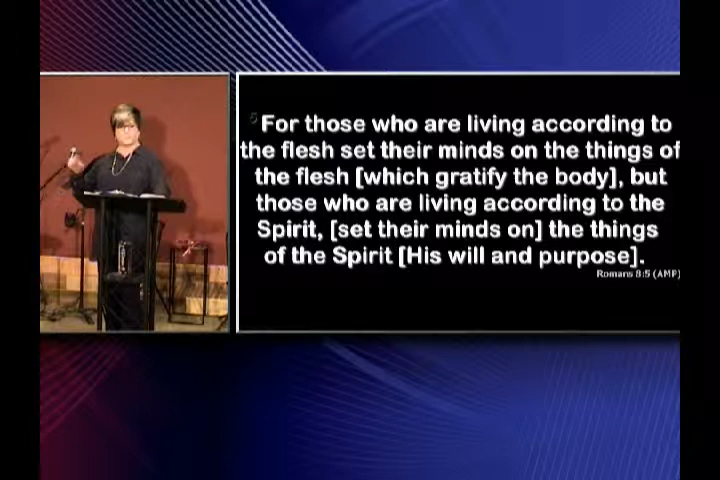 5 For those who are living according to
the flesh set their minds on the things of
the flesh [which gratify the body], but
those who are living according to the
Spirit, [set their minds on] the things
of the Spirit [His will and purpose].
Romans 8:5 (AMP)